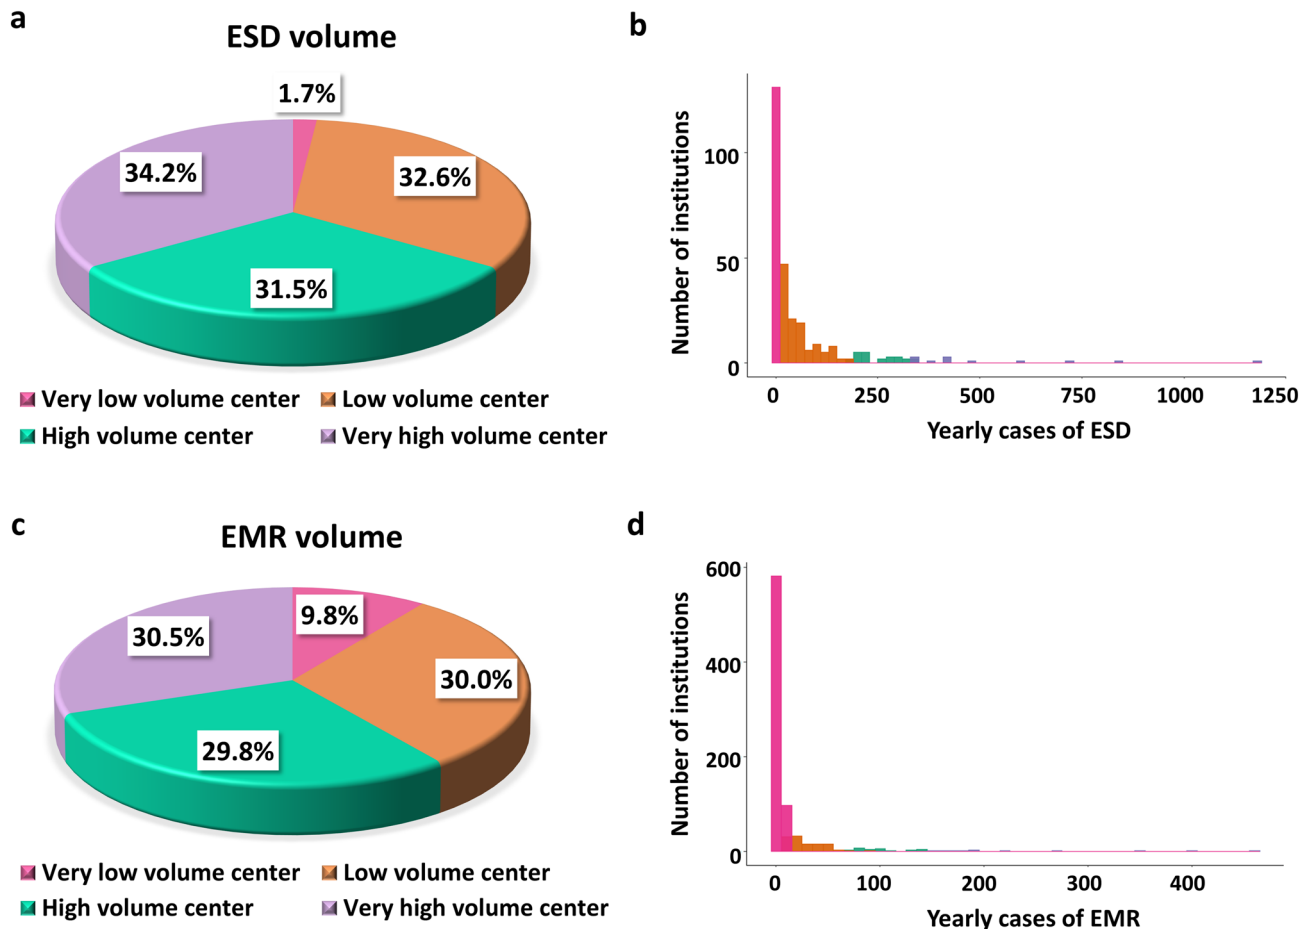 a
ESD volume
1.7%
34.2%
32.6%
31.5%
Very low volume center Low volume center
High volume center Very high volume center
b
Number of institutions
100
50
0
0 250 500 750 1000 1250
Yearly cases of ESD
c
EMR volume
9.8%
30.5%
30.0%
29.8%
Very low volume center Low volume center
High volume center Very high volume center
d
Number of institutions
600
400
200
0
0 100 200 300 400
Yearly cases of EMR